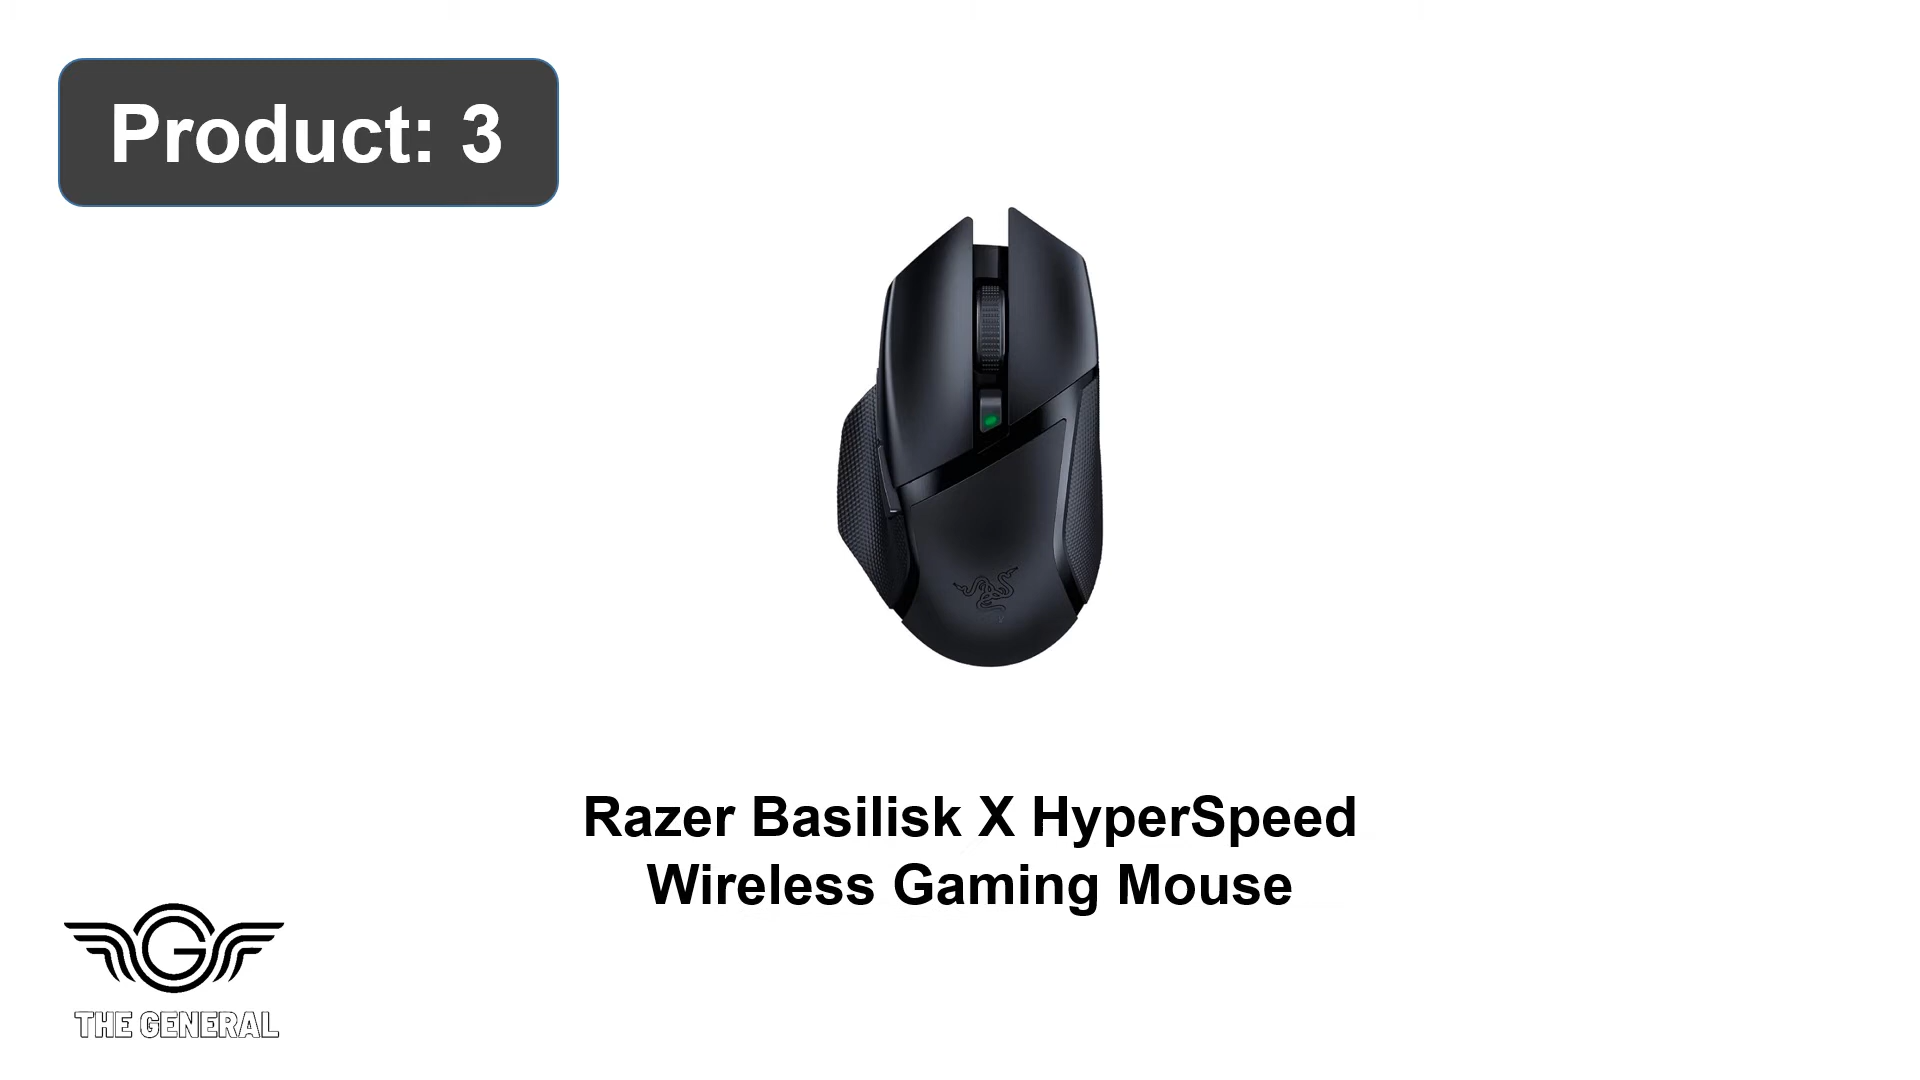 Product: 3
Razer Basilisk X HyperSpeed
Wireless Gaming Mouse
THE GENERAL